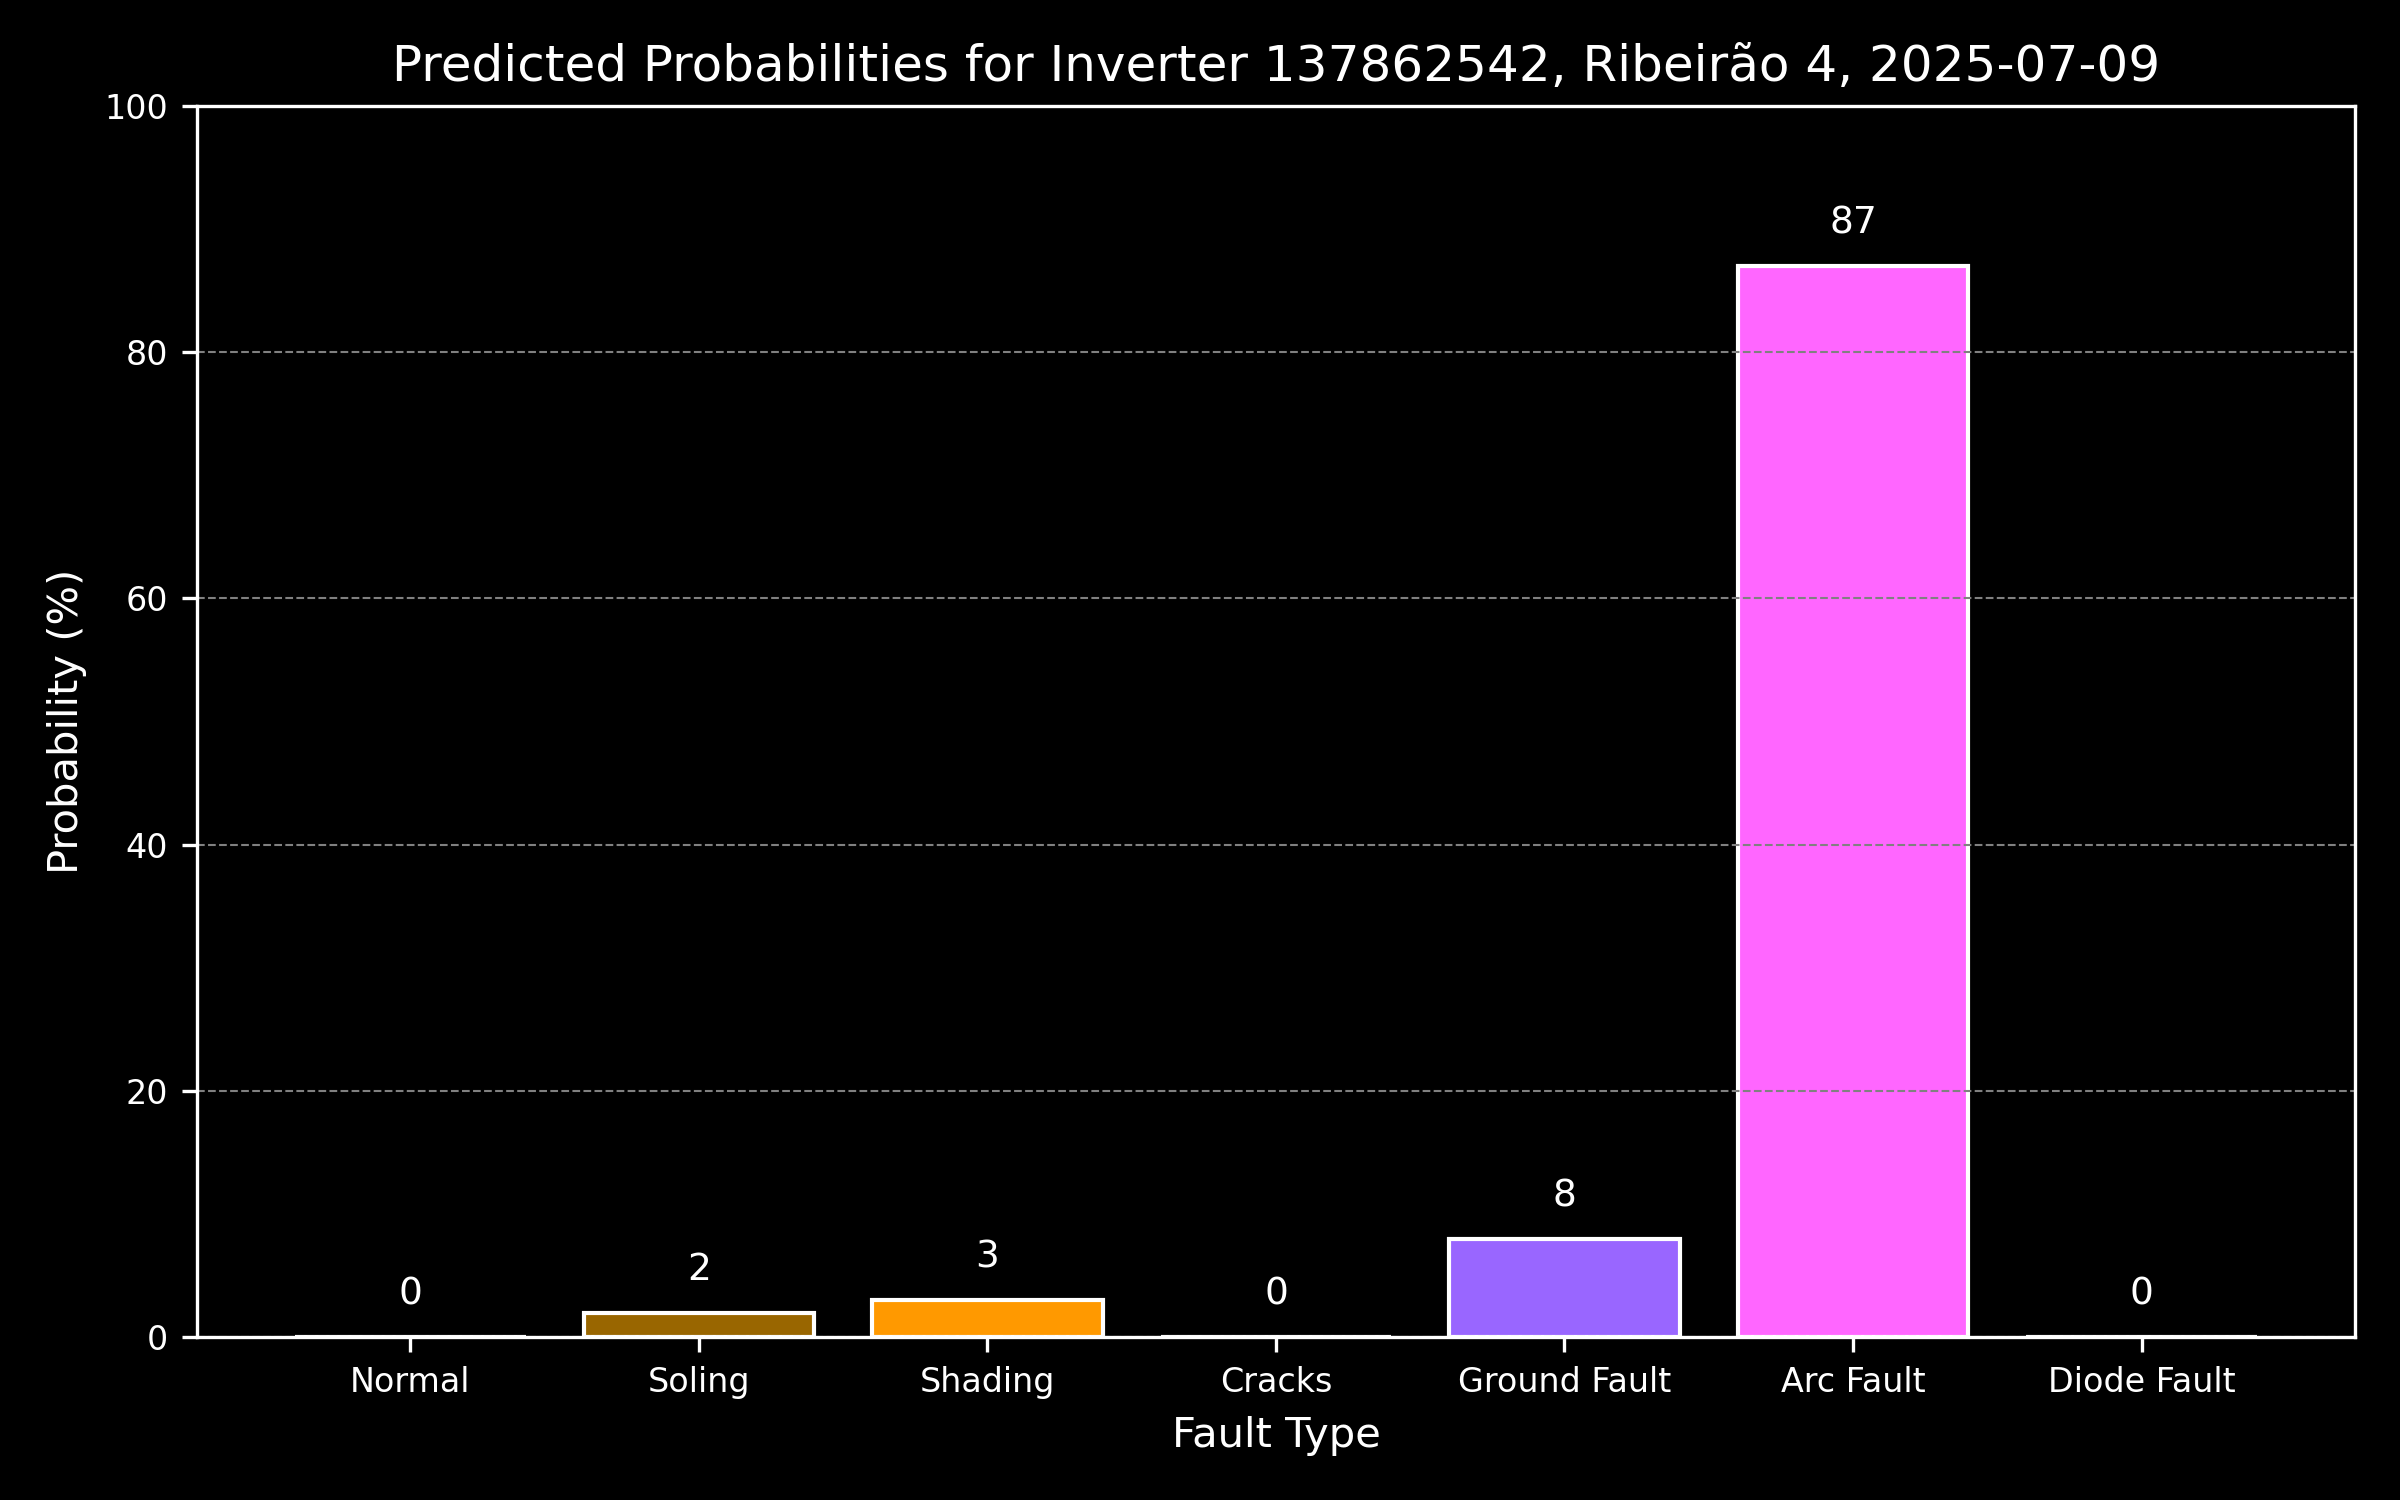 Predicted Probabilities for Inverter 137862542, Ribeirão 4, 2025-07-09
100
80
60
40
20
0
Probability (%)
0
2
3
0
8
87
0
Normal
Soling
Shading
Cracks
Ground Fault
Arc Fault
Diode Fault
Fault Type